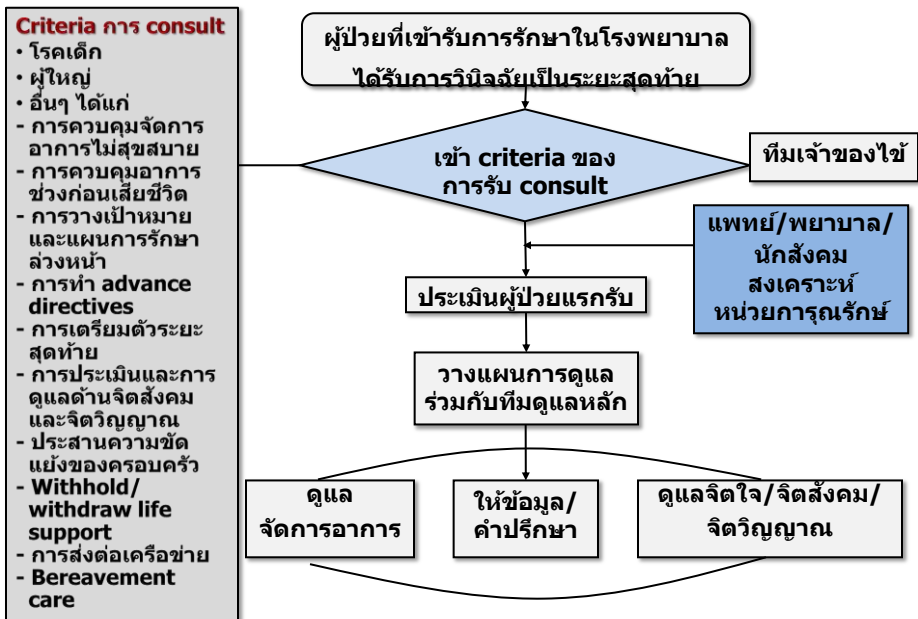 Criteria การ consult
• โรคเด็ก
• ผู้ใหญ่
• อื่นๆ ได้แก่
- การควบคุมจัดการ
อาการไม่สุขสบาย
- การควบคุมอาการ
ช่วงก่อนเสียชีวิต
- การวางเป้าหมาย
และแผนการรักษา
ล่วงหน้า
- การทำ advance
directives
- การเตรียมตัวระยะ
สุดท้าย
- การประเมินและการ
ดูแลด้านจิตสังคม
และจิตวิญญาณ
- ประสานความขัด
แย้งของครอบครัว
- Withhold/
withdraw life
support
- การส่งต่อเครือข่าย
- Bereavement
care
ผู้ป่วยที่เข้ารับการรักษาในโรงพยาบาล
ได้รับการวินิจฉัยเป็นระยะสุดท้าย
เข้า criteria ของ
การรับ consult
ทีมเจ้าของไข้
แพทย์/พยาบาล/
นักสังคม
สงเคราะห์
หน่วยการุณรักษ์
ประเมินผู้ป่วยแรกรับ
วางแผนการดูแล
ร่วมกับทีมดูแลหลัก
ดูแล
จัดการอาการ
ให้ข้อมูล/
คำปรึกษา
ดูแลจิตใจ/จิตสังคม/
จิตวิญญาณ